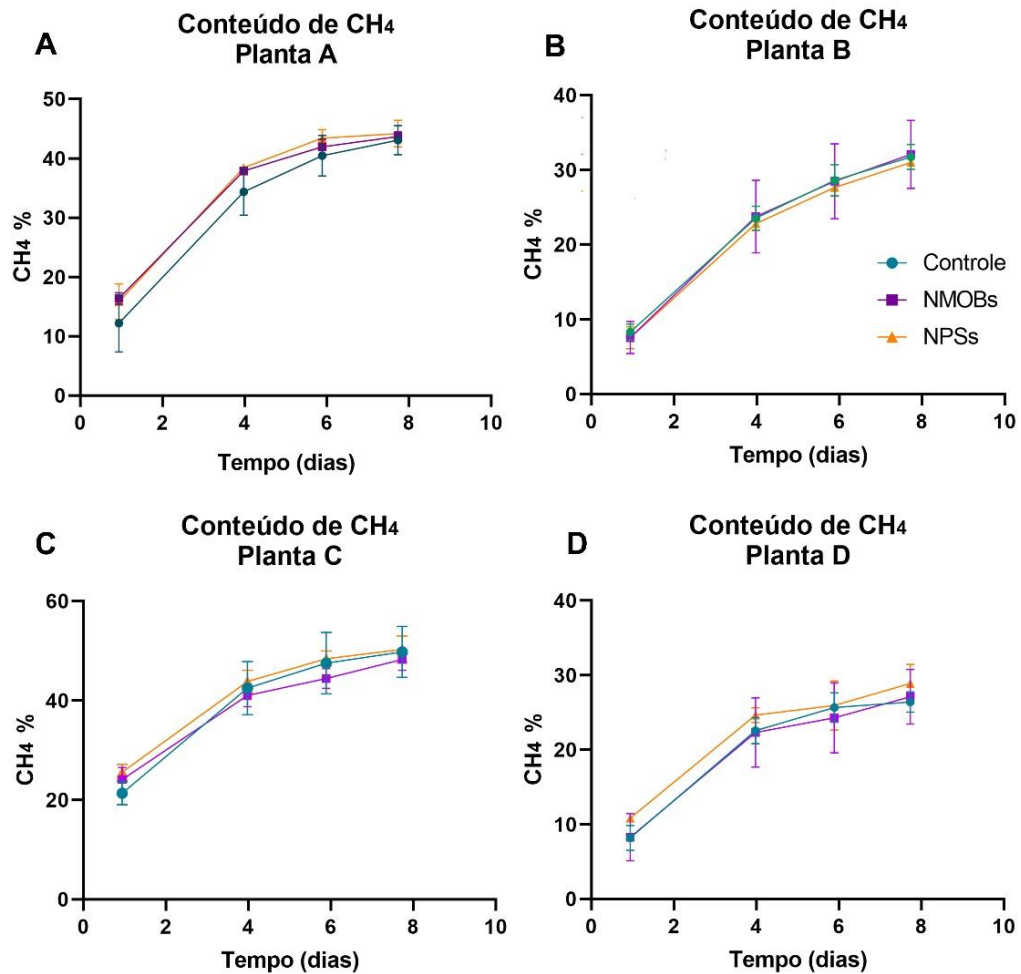 A
Conteúdo de CH4
Planta A
50
40
30
20
10
0
CH4 %
0 2 4 6 8 10
Tempo (dias)
B
Conteúdo de CH4
Planta B
40
30
20
10
0
CH4 %
Controle
NMOBs
NPSs
0 2 4 6 8 10
Tempo (dias)
C
Conteúdo de CH4
Planta C
60
40
20
0
CH4 %
0 2 4 6 8 10
Tempo (dias)
D
Conteúdo de CH4
Planta D
40
30
20
10
0
CH4 %
0 2 4 6 8 10
Tempo (dias)